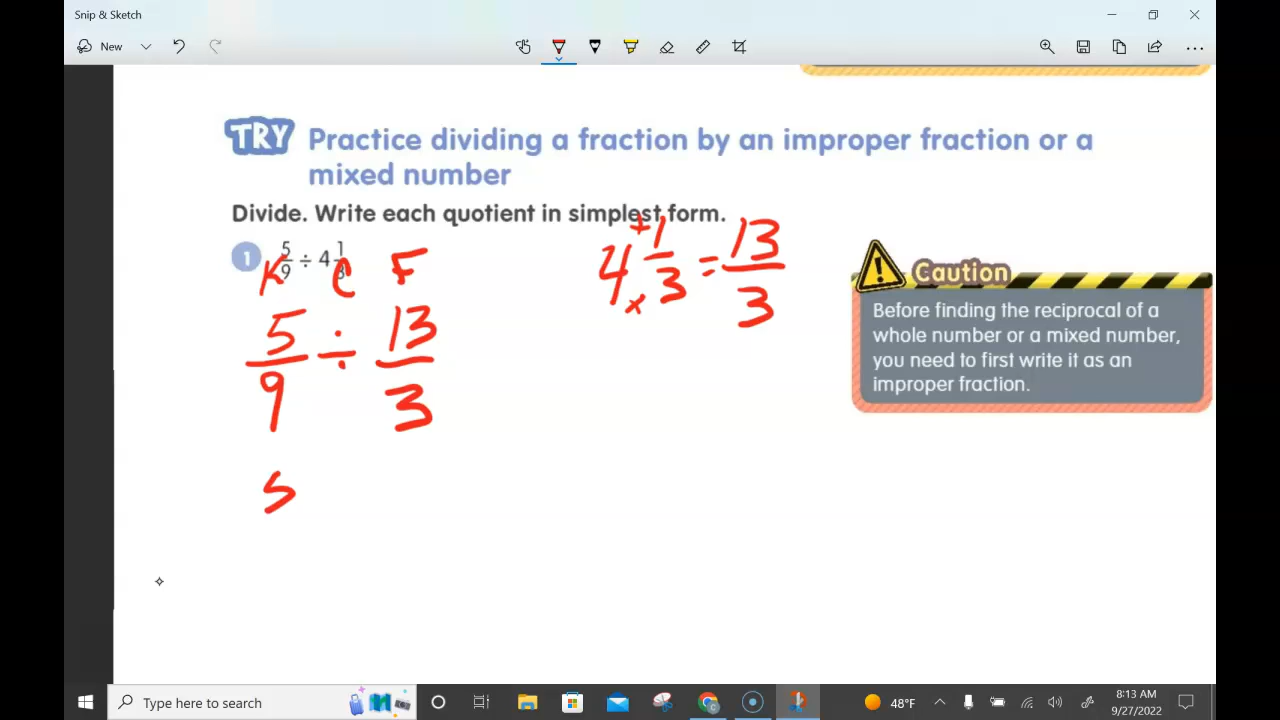 Snip & Sketch
New
TRY Practice dividing a fraction by an improper fraction or a
mixed number
Divide. Write each quotient in simplest form.
1 5/9 ÷ 4 1/3
K C F
5/9 ÷ 13/3
5
+
4 1/3 = 13/3
x
Caution
Before finding the reciprocal of a
whole number or a mixed number,
you need to first write it as an
improper fraction.
Type here to search
48°F
8:13 AM
9/27/2022